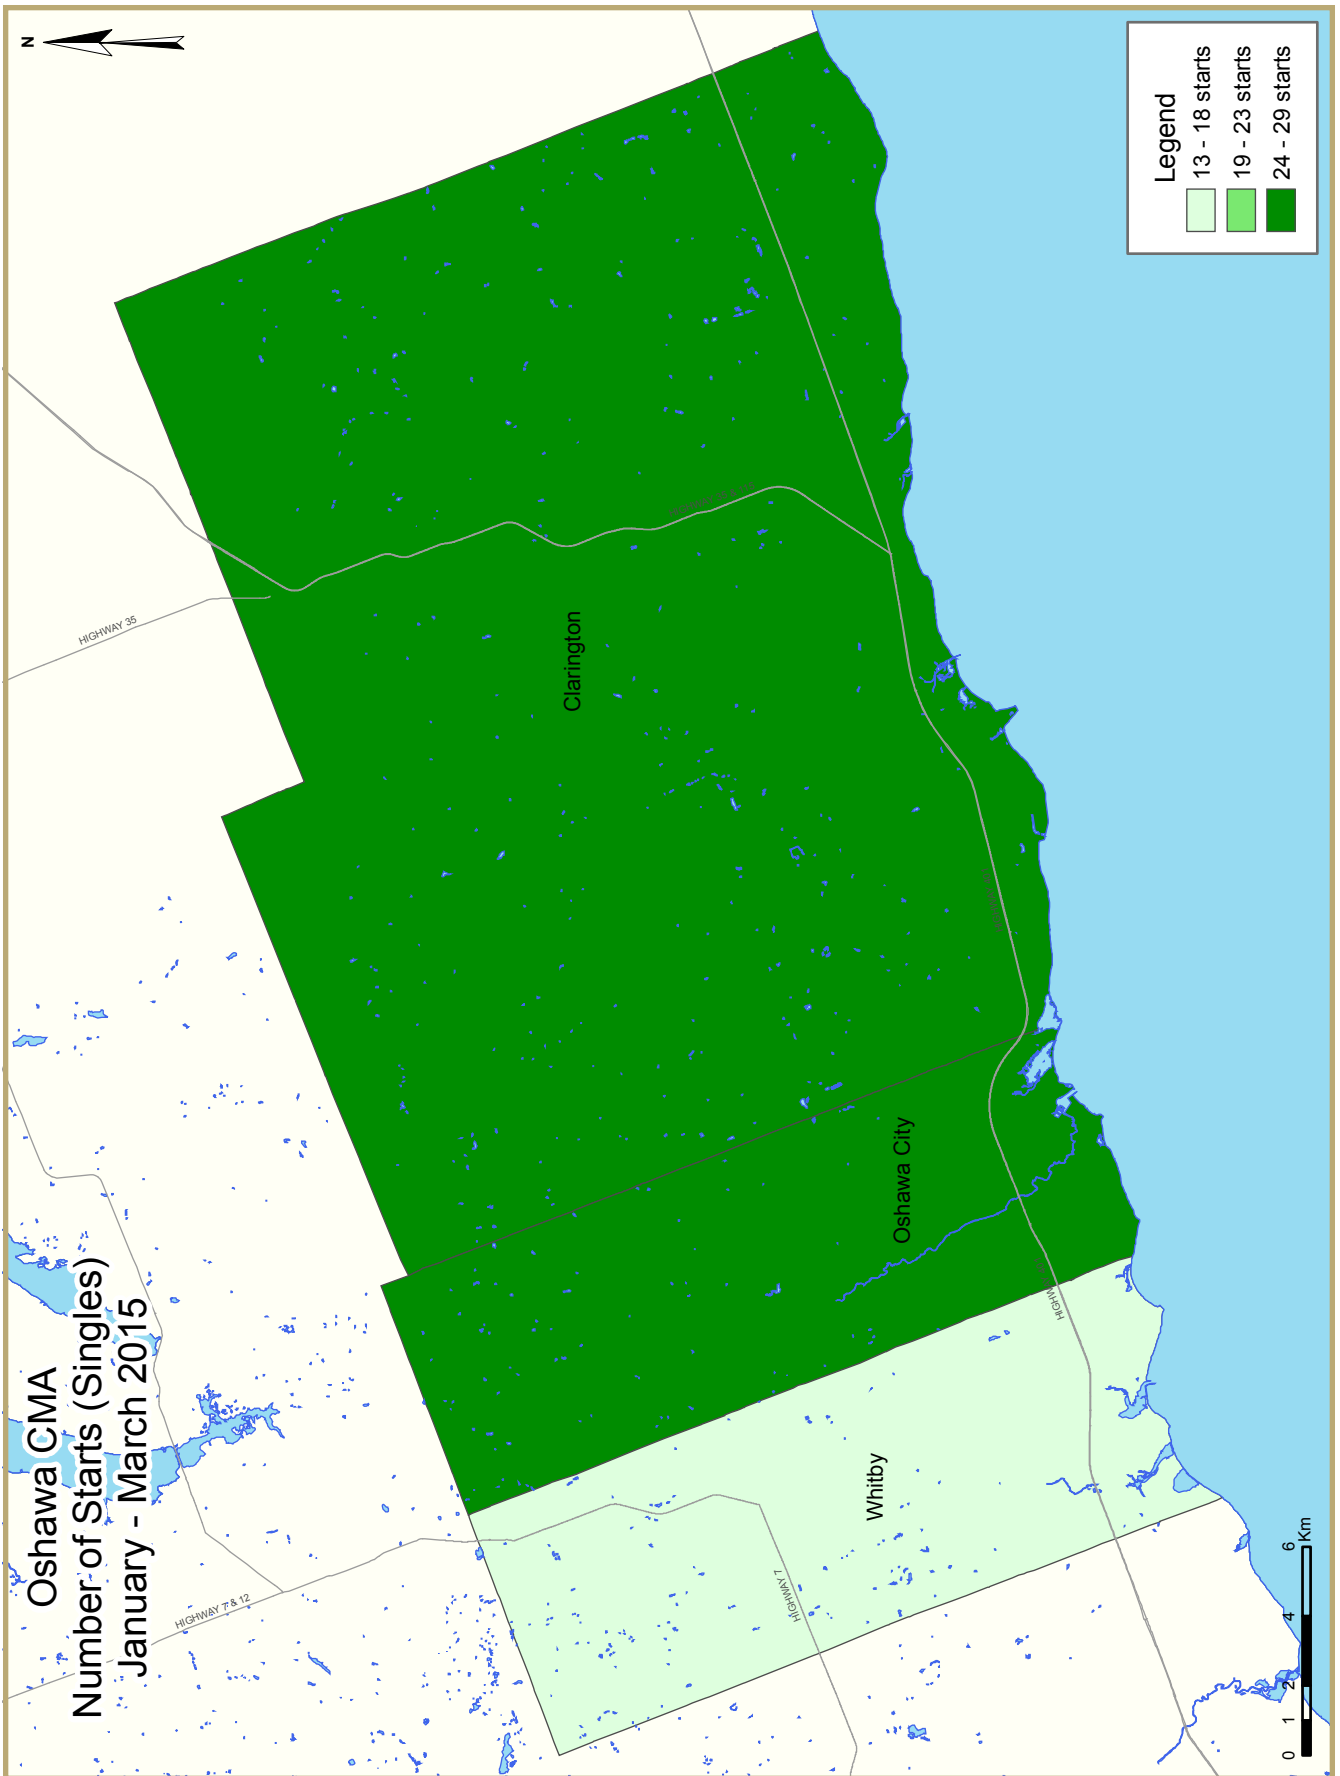 Oshawa CMA
Number of Starts (Singles)
January - March 2015
N
HIGHWAY 35
HIGHWAY 7 & 12
HIGHWAY 7
Clarington
Oshawa City
Whitby
Legend
13 - 18 starts
19 - 23 starts
24 - 29 starts
0 1 2 4 6
Km